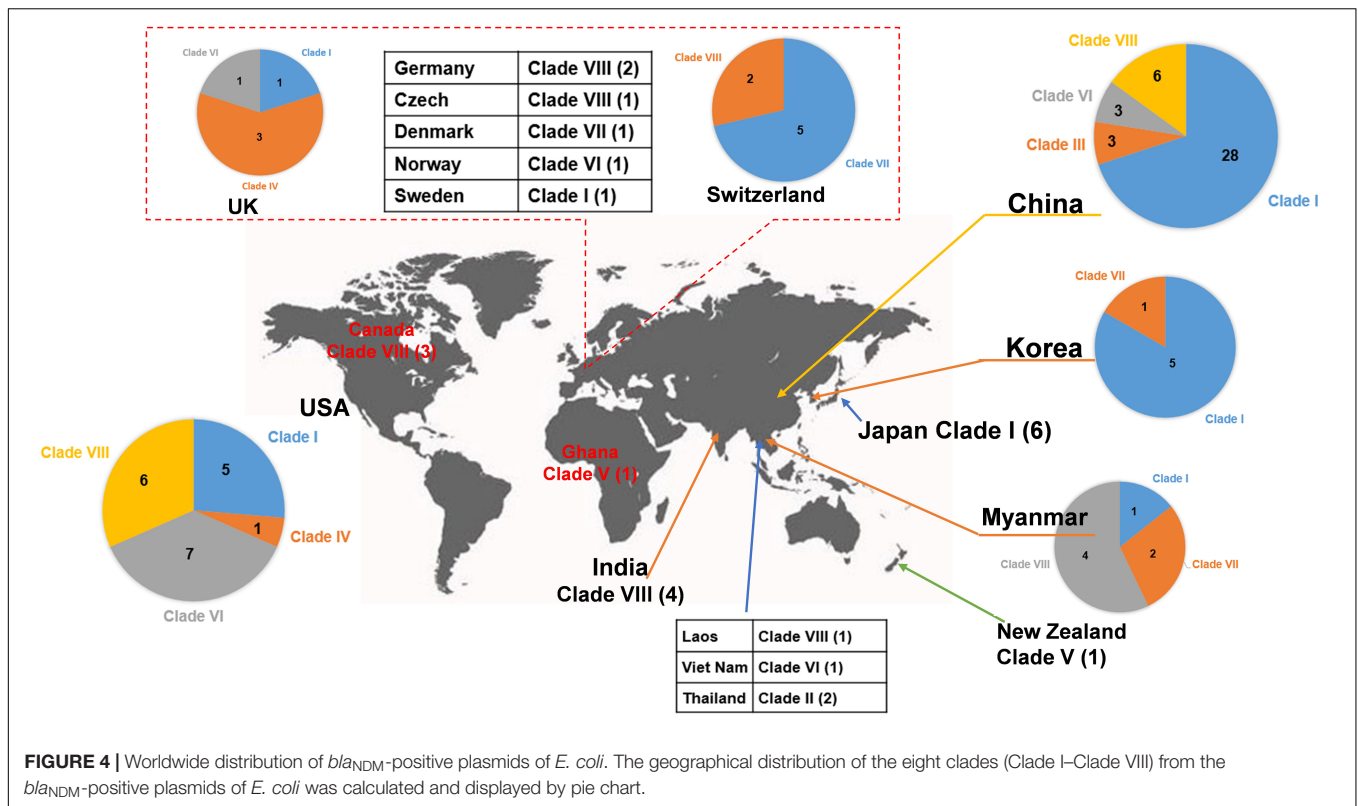 Clade VI
Clade I
1
1
3
Clade IV
UK
Germany Clade VIII (2)
Czech Clade VIII (1)
Denmark Clade VII (1)
Norway Clade VI (1)
Sweden Clade I (1)
Clade VIII
2
5
Clade VII
Switzerland
Clade VIII
6
Clade VI
3
Clade III
3
28
Clade I
China
Clade VII
1
5
Clade I
Korea
Canada
Clade VIII (3)
USA
Clade I
Clade VIII
5
6
1
Clade IV
7
Clade VI
Ghana
Clade V (1)
Japan Clade I (6)
Clade I
Myanmar
1
Clade VIII
4
2
Clade VII
India
Clade VIII (4)
Laos Clade VIII (1)
Viet Nam Clade VI (1)
Thailand Clade II (2)
New Zealand
Clade V (1)
FIGURE 4 | Worldwide distribution of blaNDM-positive plasmids of E. coli. The geographical distribution of the eight clades (Clade I–Clade VIII) from the
blaNDM-positive plasmids of E. coli was calculated and displayed by pie chart.